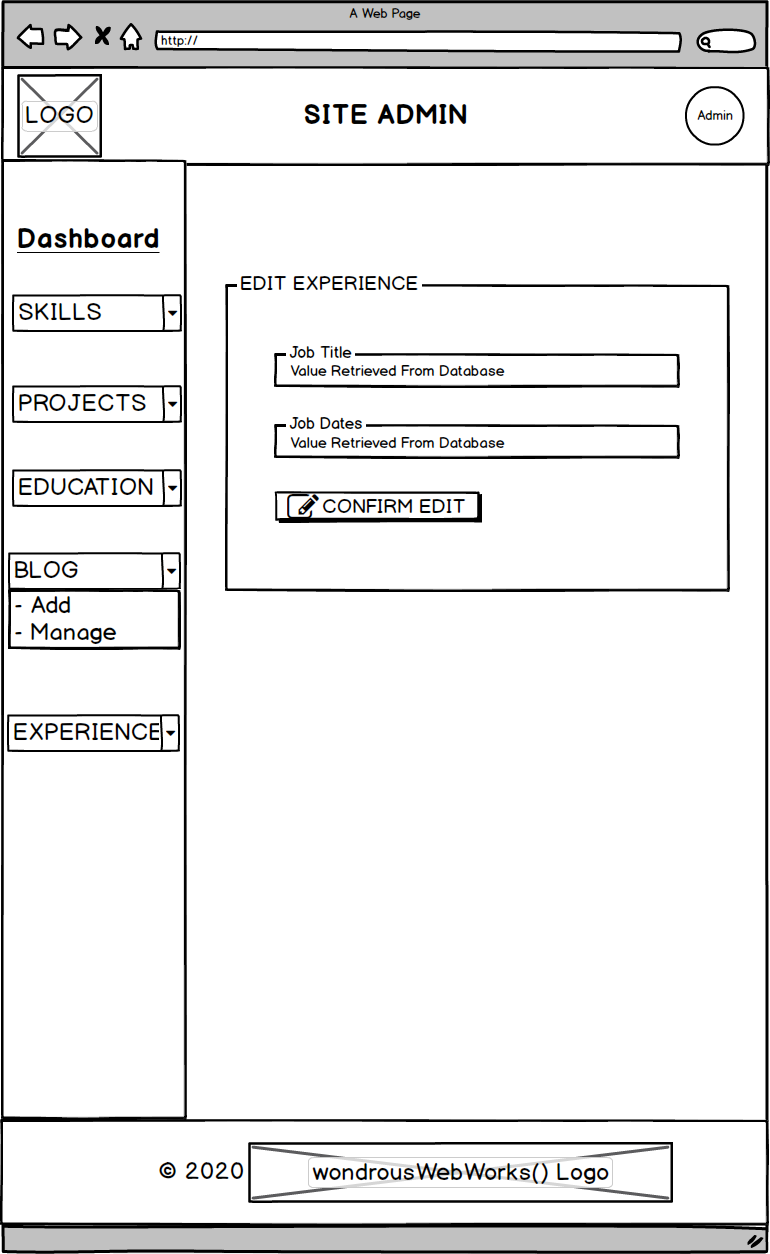 A Web Page
http://
LOGO
SITE ADMIN
Admin
Dashboard
SKILLS
PROJECTS
EDUCATION
BLOG
- Add
- Manage
EXPERIENCE
EDIT EXPERIENCE
Job Title
Value Retrieved From Database
Job Dates
Value Retrieved From Database
CONFIRM EDIT
© 2020
wondrousWebWorks() Logo